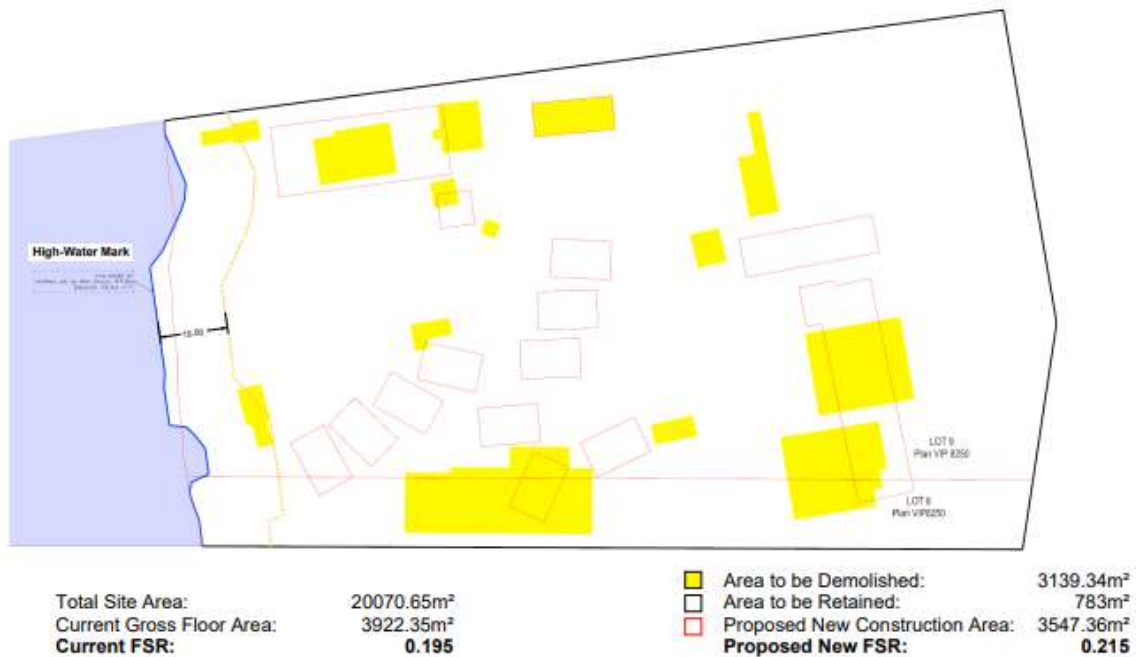 High-Water Mark
15.00
LOT 9
Plan VIP 8250
LOT 8
Plan VIP8250
Total Site Area: 20070.65m²
Current Gross Floor Area: 3922.35m²
Current FSR: 0.195
Area to be Demolished: 3139.34m²
Area to be Retained: 783m²
Proposed New Construction Area: 3547.36m²
Proposed New FSR: 0.215